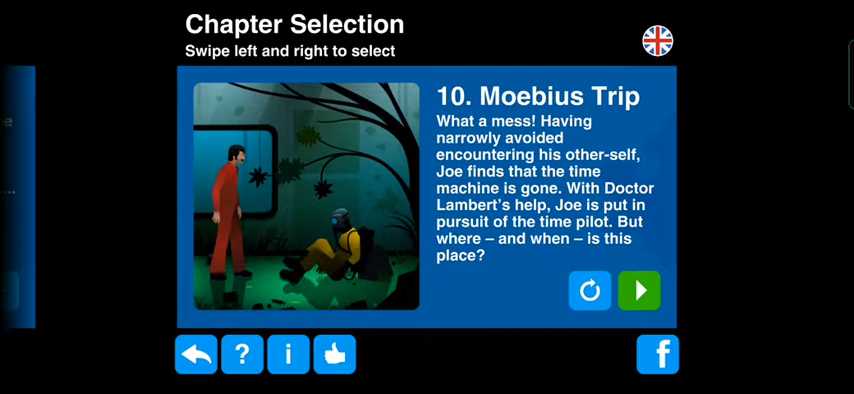 Chapter Selection
Swipe left and right to select
10. Moebius Trip
What a mess! Having
narrowly avoided
encountering his other-self,
Joe finds that the time
machine is gone. With Doctor
Lambert's help, Joe is put in
pursuit of the time pilot. But
where – and when – is this
place?
? i f